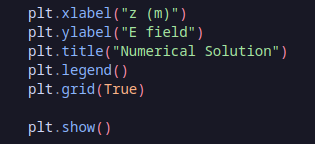 plt.xlabel("z (m)")
plt.ylabel("E field")
plt.title("Numerical Solution")
plt.legend()
plt.grid(True)
plt.show()